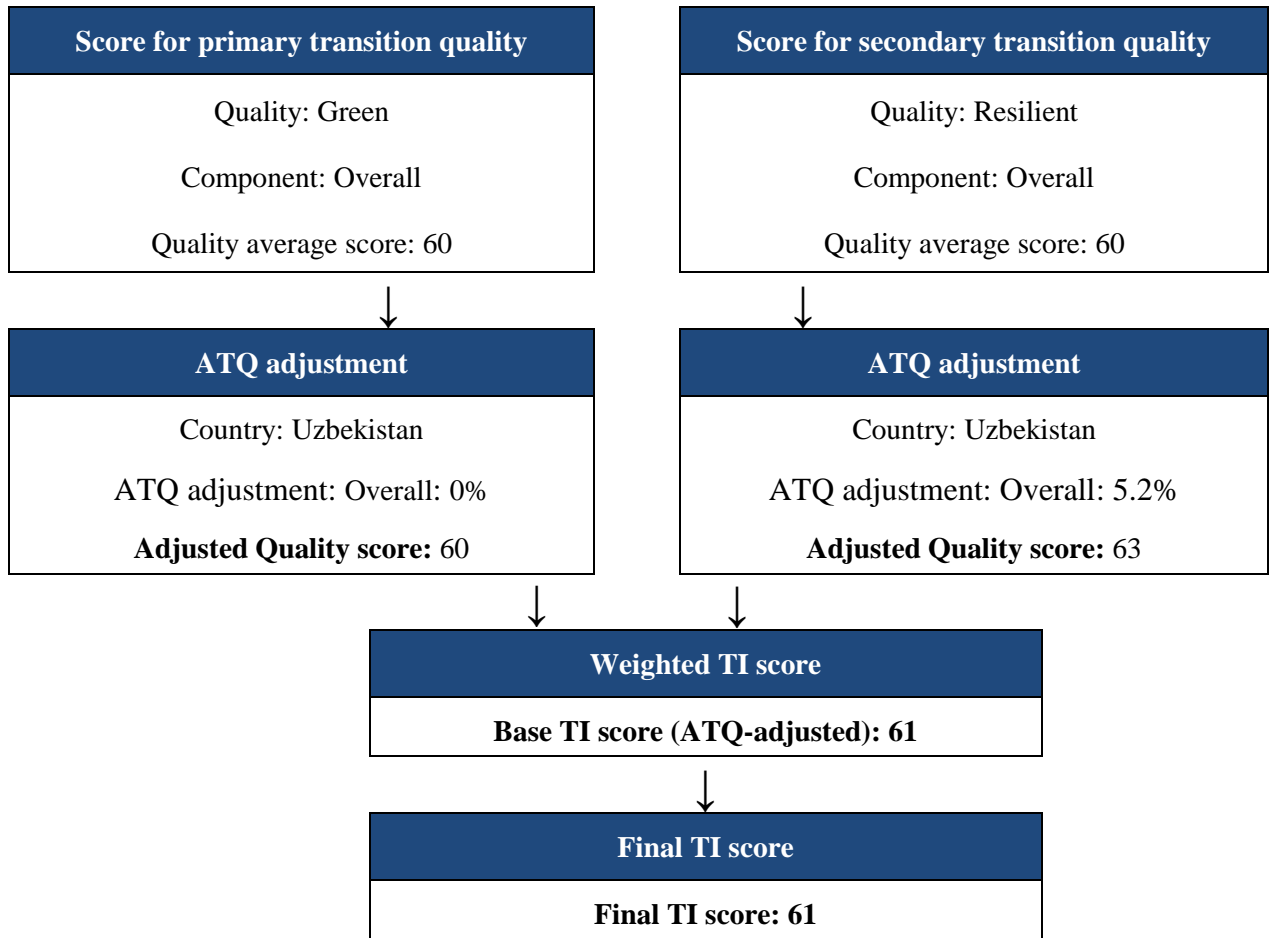 Score for primary transition quality
Quality: Green
Component: Overall
Quality average score: 60
Score for secondary transition quality
Quality: Resilient
Component: Overall
Quality average score: 60
ATQ adjustment
Country: Uzbekistan
ATQ adjustment: Overall: 0%
Adjusted Quality score: 60
ATQ adjustment
Country: Uzbekistan
ATQ adjustment: Overall: 5.2%
Adjusted Quality score: 63
Weighted TI score
Base TI score (ATQ-adjusted): 61
Final TI score
Final TI score: 61